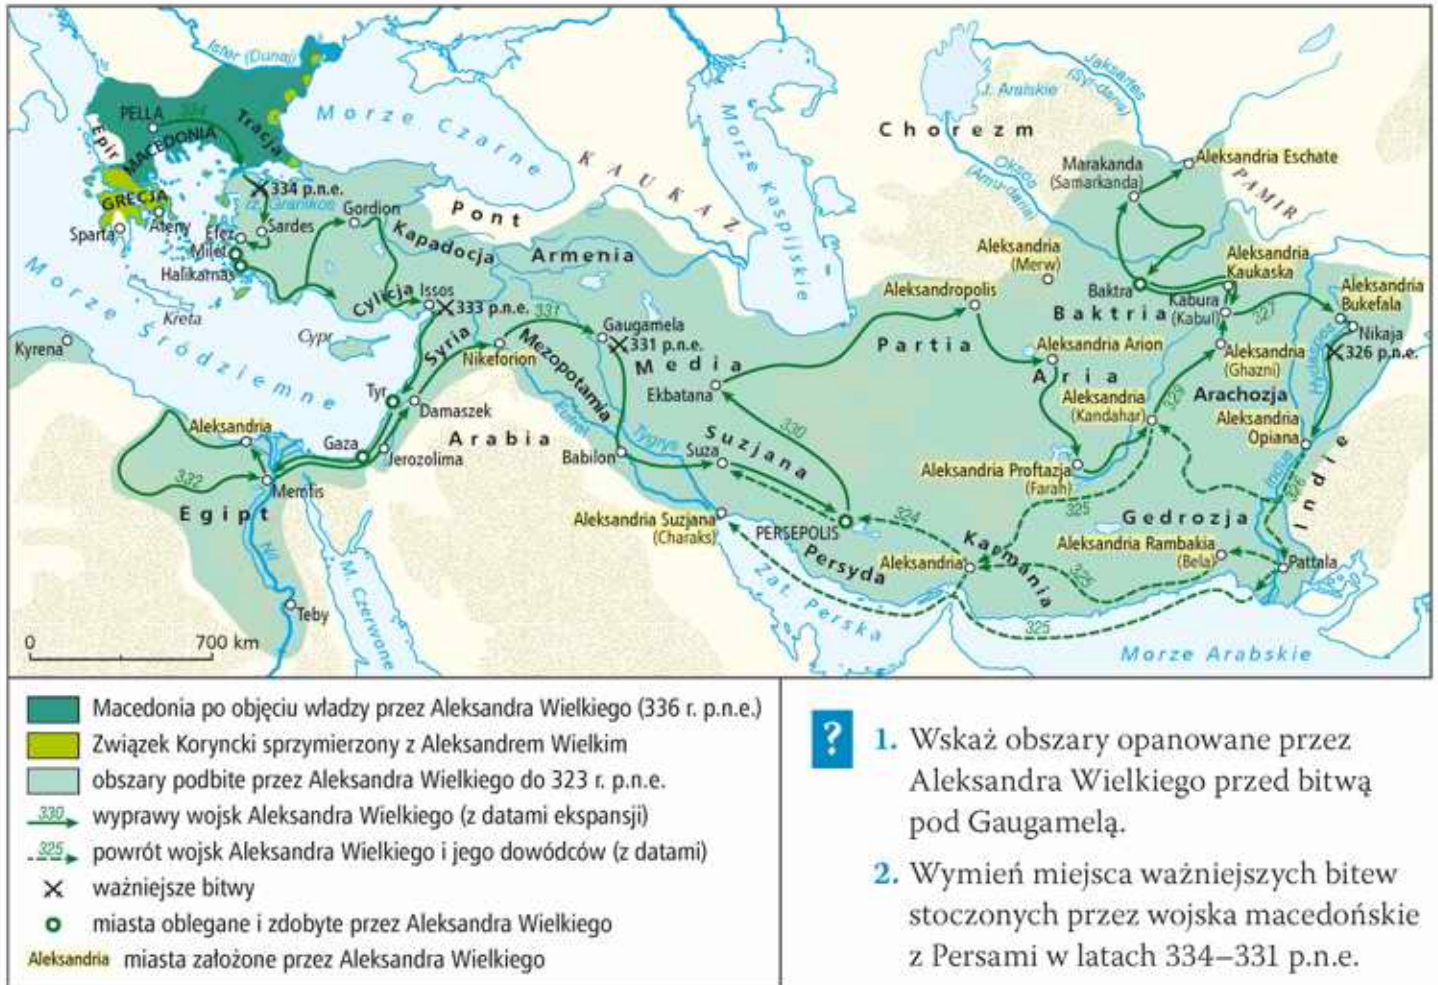 Ister (Dunaj)
PELLA
334
MACEDONIA
Tracja
Epir
GRECJA
Sparta
Ateny
334 p.n.e.
rz. Granikos
Efez
Sardes
Milet
Halikarnas
Gordion
Morze Czarne
Pont
Kapadocja
Armenia
KAUKAZ
Morze Kaspijskie
Chorezm
J. Aralskie
Jaksartes
(Syr-daria)
Oksos
(Amu-daria)
Marakanda
(Samarkanda)
Aleksandria Eschate
PAMIR
Aleksandria
(Merw)
Aleksandropolis
Baktra
Baktria
Kabura
(Kabul)
Aleksandria
Kaukaska
327
Aleksandria
Bukefala
Nikaja
326 p.n.e.
Hydaspes
Aleksandria
(Ghazni)
Arachozja
Aleksandria
Opiana
Indus
326
Indie
Morze Śródziemne
Kreta
Cypr
Kyrena
Cylicja
Issos
333 p.n.e.
331
Syria
Nikeforion
Mezopotamia
Gaugamela
331 p.n.e.
Media
Ekbatana
Partia
Aleksandria Arion
Aria
Aleksandria
(Kandahar)
329
Tyr
Damaszek
Arabia
Eufrat
Tygrys
Babilon
Suza
Suzjana
330
Aleksandria
Gaza
Jerozolima
332
Memfis
Egipt
Nil
Teby
M. Czerwone
Aleksandria Suzjana
(Charaks)
PERSEPOLIS
Persyda
Zat. Perska
324
Aleksandria Proftazja
(Farah)
325
Karmania
Aleksandria
Gedrozja
Aleksandria Rambakia
(Bela)
325
Pattala
325
Morze Arabskie
0 700 km
Macedonia po objęciu władzy przez Aleksandra Wielkiego (336 r. p.n.e.)
Związek Koryncki sprzymierzony z Aleksandrem Wielkim
obszary podbite przez Aleksandra Wielkiego do 323 r. p.n.e.
330 wyprawy wojsk Aleksandra Wielkiego (z datami ekspansji)
325 powrót wojsk Aleksandra Wielkiego i jego dowódców (z datami)
ważniejsze bitwy
miasta oblegane i zdobyte przez Aleksandra Wielkiego
Aleksandria miasta założone przez Aleksandra Wielkiego
? 1. Wskaż obszary opanowane przez
Aleksandra Wielkiego przed bitwą
pod Gaugamelą.
2. Wymień miejsca ważniejszych bitew
stoczonych przez wojska macedońskie
z Persami w latach 334–331 p.n.e.